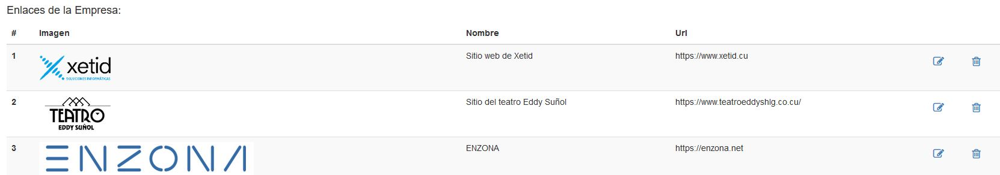 Enlaces de la Empresa:
# Imagen Nombre Url
1 xetid Sitio web de Xetid https://www.xetid.cu
SOLUCIONES INFORMÁTICAS
2 TEATRO Sitio del teatro Eddy Suñol https://www.teatroeddyshlg.co.cu/
EDDY SUÑOL
3 ENZONA ENZONA https://enzona.net